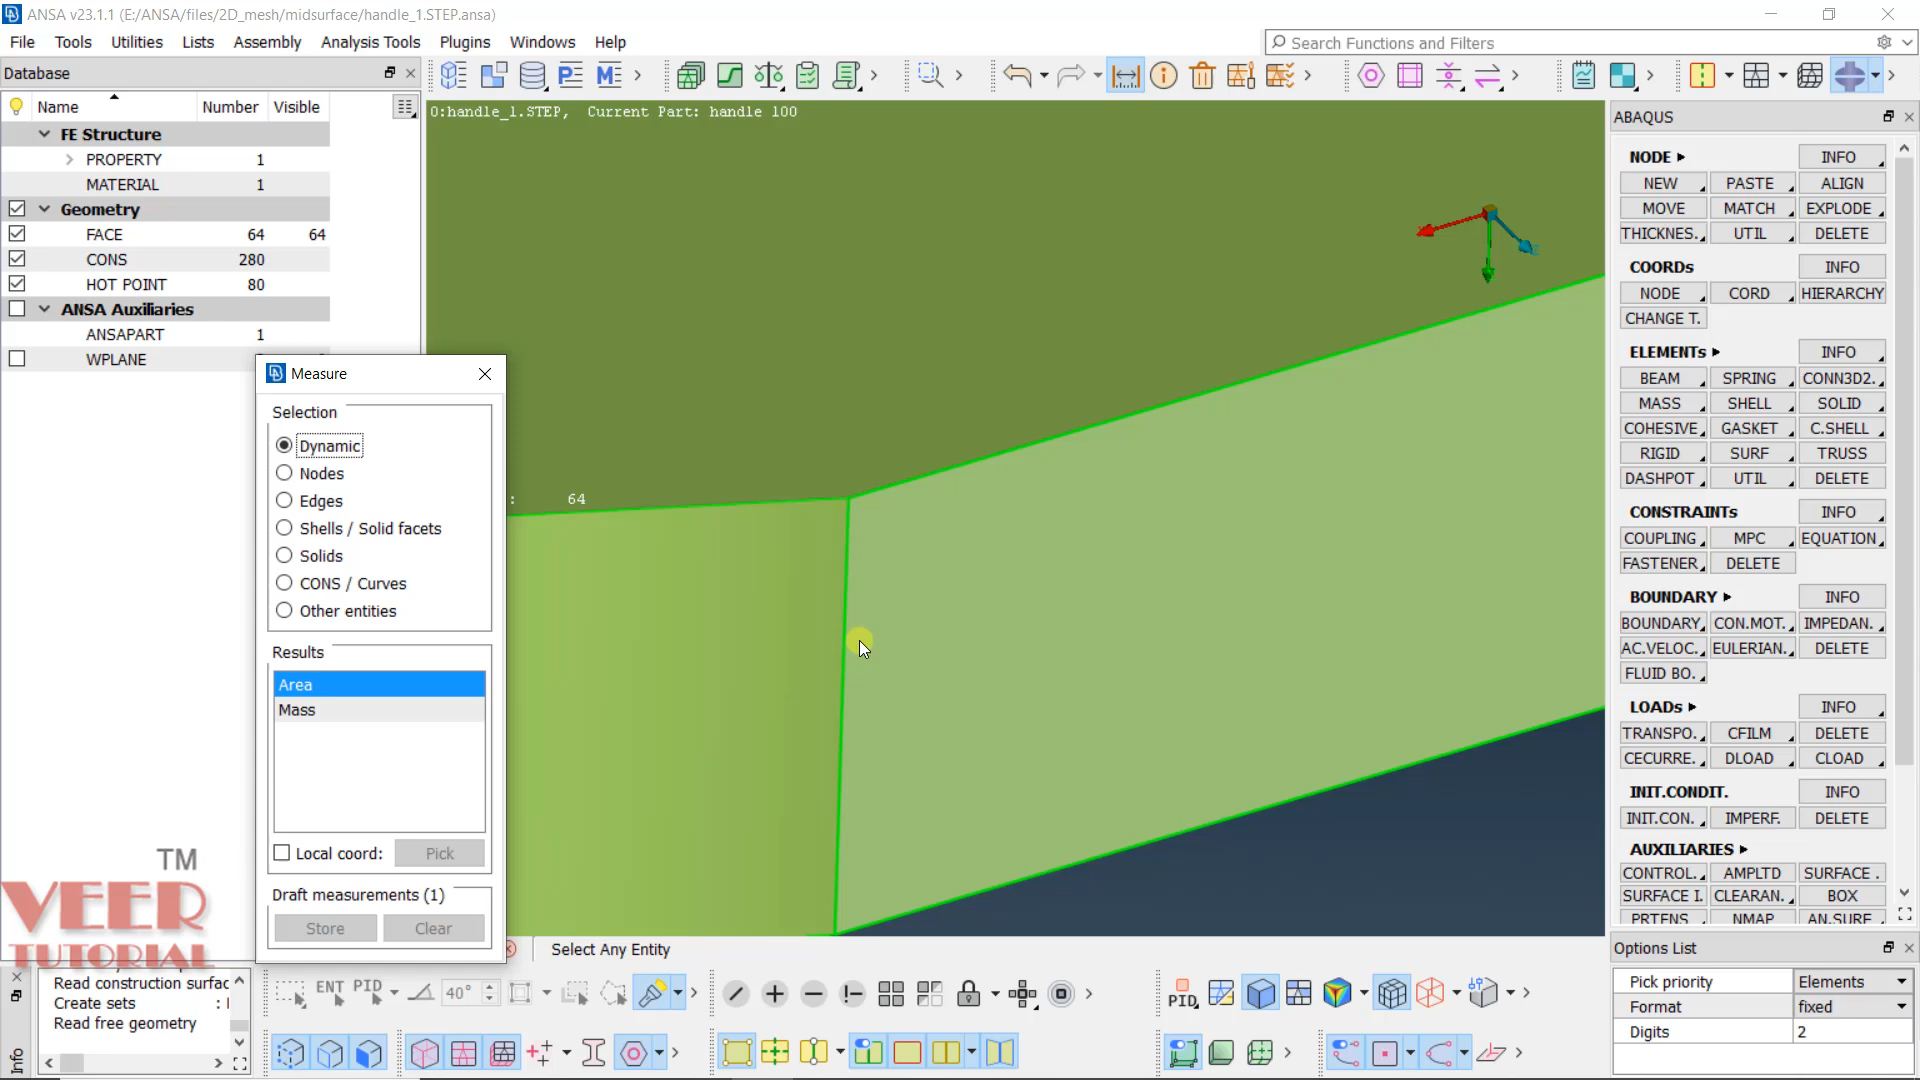 ANSA v23.1.1 (E:/ANSA/files/2D_mesh/midsurface/handle_1.STEP.ansa)
File Tools Utilities Lists Assembly Analysis Tools Plugins Windows Help
Search Functions and Filters
Database
Name Number Visible
FE Structure
PROPERTY 1
MATERIAL 1
Geometry
FACE 64 64
CONS 280
HOT POINT 80
ANSA Auxiliaries
ANSAPART 1
WPLANE
0:handle_1.STEP, Current Part: handle 100
: 64
Measure
Selection
Dynamic
Nodes
Edges
Shells / Solid facets
Solids
CONS / Curves
Other entities
Results
Area
Mass
Local coord: Pick
Draft measurements (1)
Store Clear
TM
VEER
TUTORIAL
Select Any Entity
Info
Read construction surfac
Create sets :
Read free geometry
ENT PID 40°
PID
ABAQUS
NODE INFO
NEW PASTE ALIGN
MOVE MATCH EXPLODE
THICKNES. UTIL DELETE
COORDs INFO
NODE CORD HIERARCHY
CHANGE T.
ELEMENTs INFO
BEAM SPRING CONN3D2.
MASS SHELL SOLID
COHESIVE GASKET C.SHELL
RIGID SURF TRUSS
DASHPOT UTIL DELETE
CONSTRAINTs INFO
COUPLING MPC EQUATION
FASTENER DELETE
BOUNDARY INFO
BOUNDARY CON.MOT. IMPEDAN.
AC.VELOC. EULERIAN. DELETE
FLUID BO.
LOADs INFO
TRANSPO. CFILM DELETE
CECURRE. DLOAD CLOAD
INIT.CONDIT. INFO
INIT.CON. IMPERF. DELETE
AUXILIARIES
CONTROL. AMPLTD SURFACE .
SURFACE I. CLEARAN. BOX
PRTENS NMAP AN.SURF
Options List
Pick priority Elements
Format fixed
Digits 2